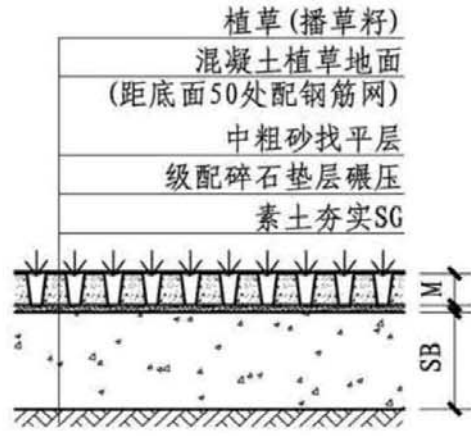 植草(播草籽)
混凝土植草地面
(距底面50处配钢筋网)
中粗砂找平层
级配碎石垫层碾压
素土夯实SG
M
SB